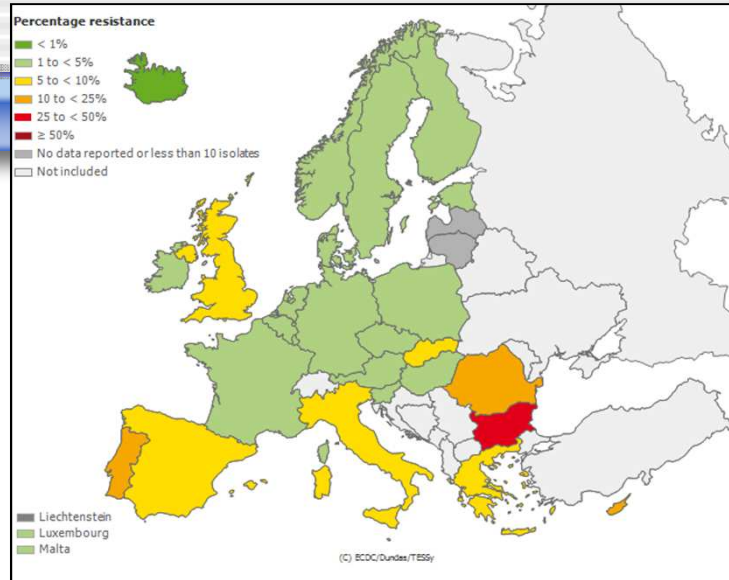 Percentage resistance
< 1%
1 to < 5%
5 to < 10%
10 to < 25%
25 to < 50%
≥ 50%
No data reported or less than 10 isolates
Not included
Liechtenstein
Luxembourg
Malta
(C) ECDC/Dundas/TESSy